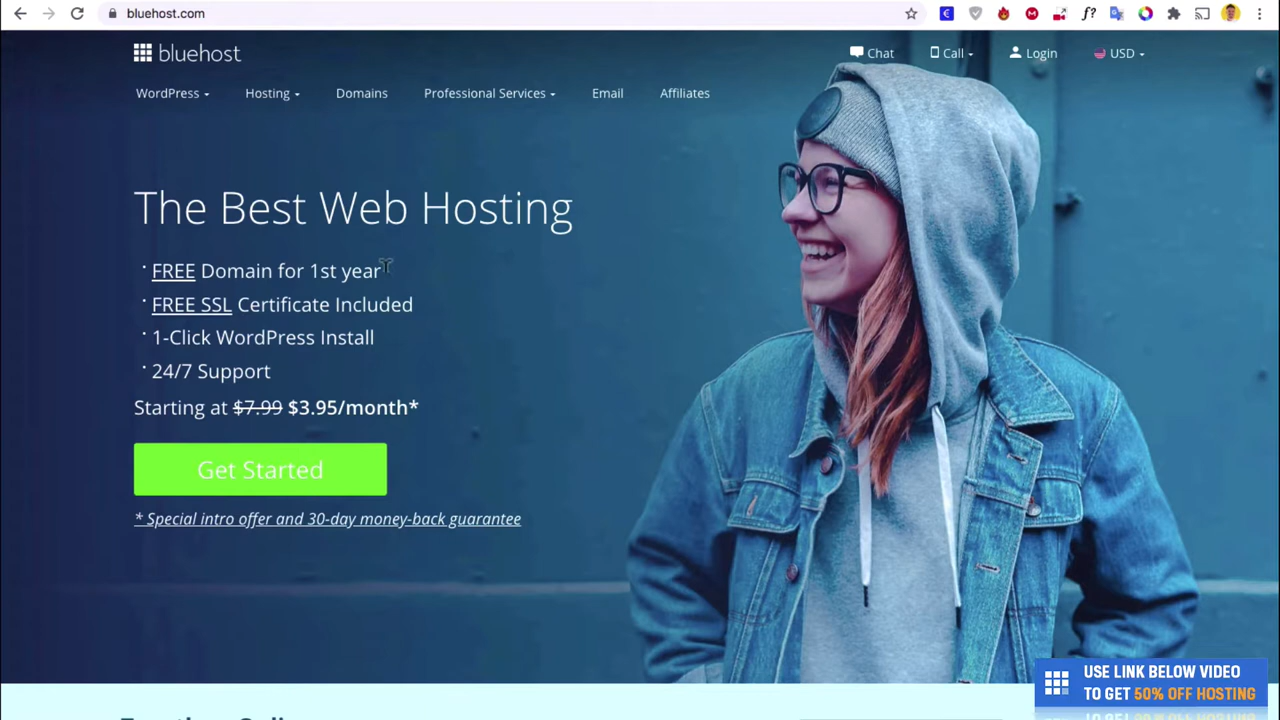 bluehost.com
f?
bluehost
Chat
Call
Login
USD
WordPress
Hosting
Domains
Professional Services
Email
Affiliates
The Best Web Hosting
· FREE Domain for 1st year
· FREE SSL Certificate Included
· 1-Click WordPress Install
· 24/7 Support
Starting at $7.99 $3.95/month*
Get Started
* Special intro offer and 30-day money-back guarantee
USE LINK BELOW VIDEO
TO GET 50% OFF HOSTING